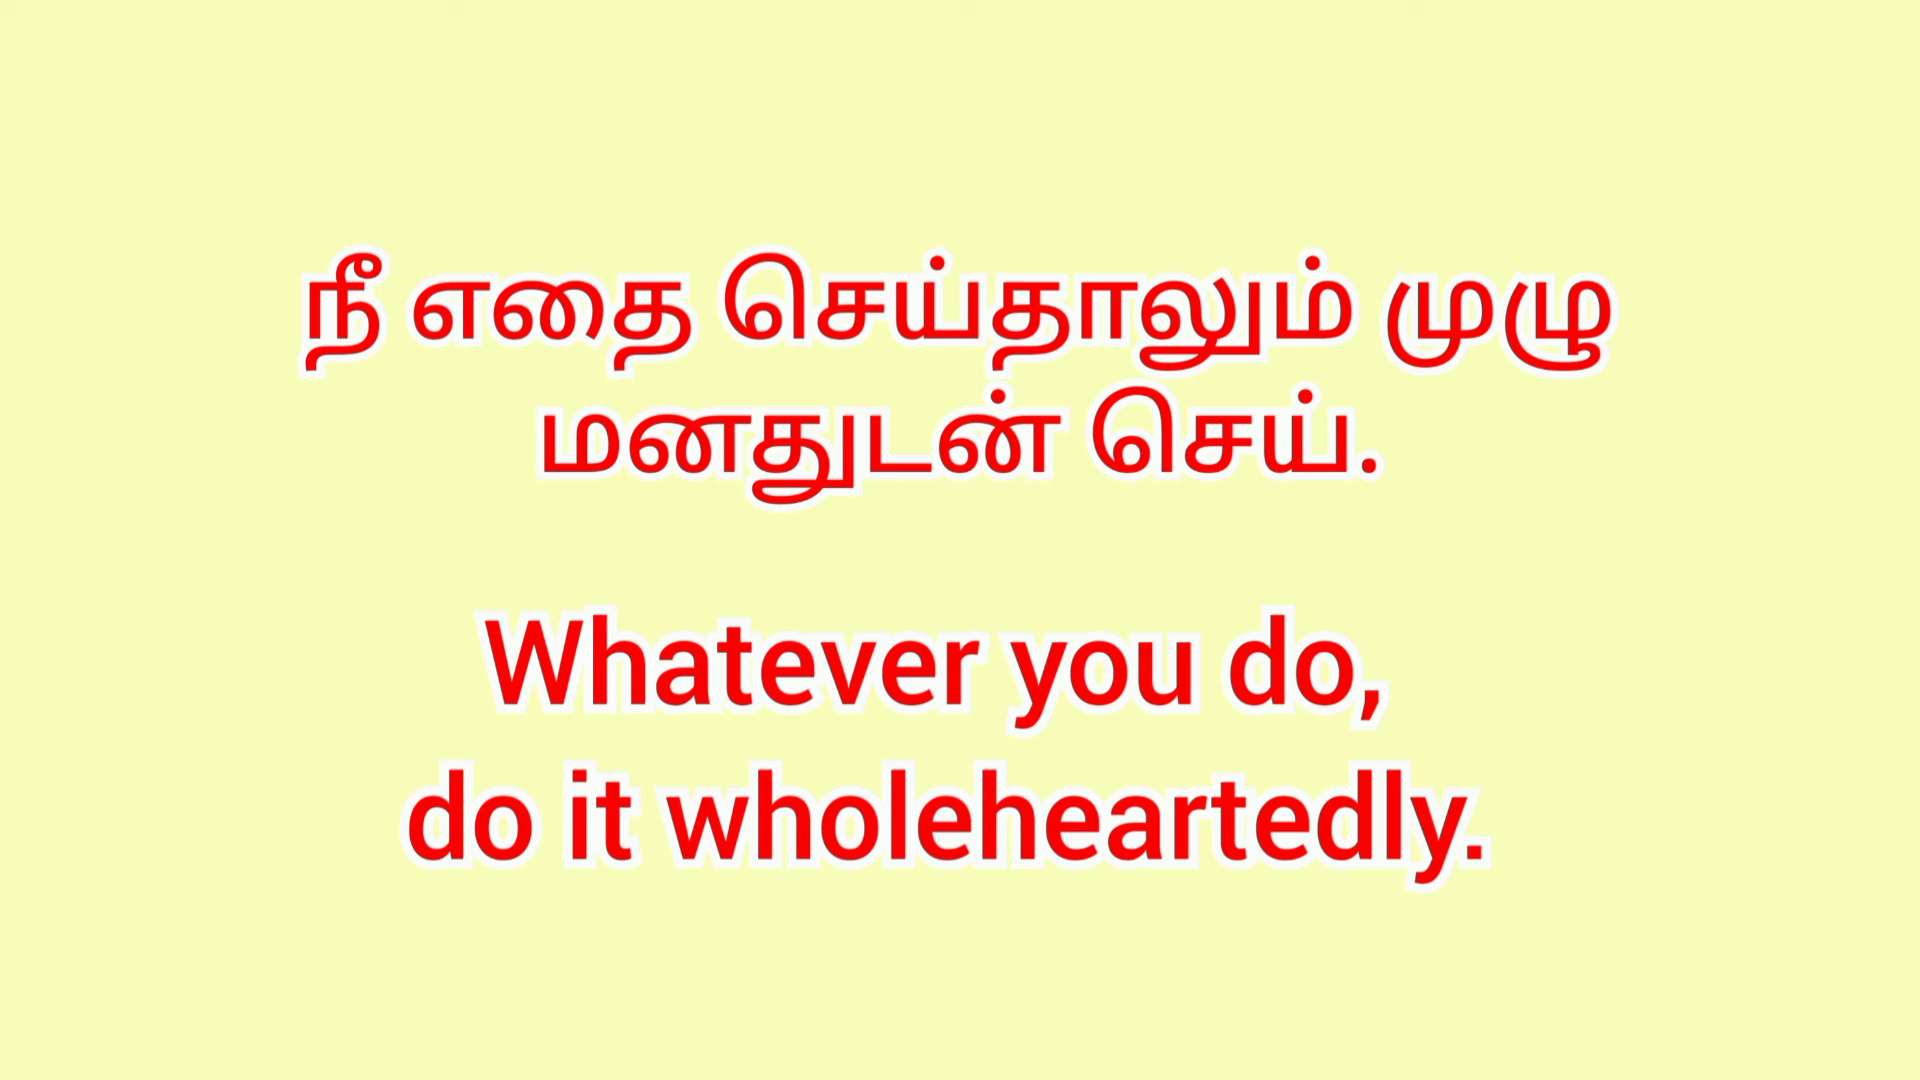 நீ எதை செய்தாலும் முழு
மனதுடன் செய்.
Whatever you do,
do it wholeheartedly.